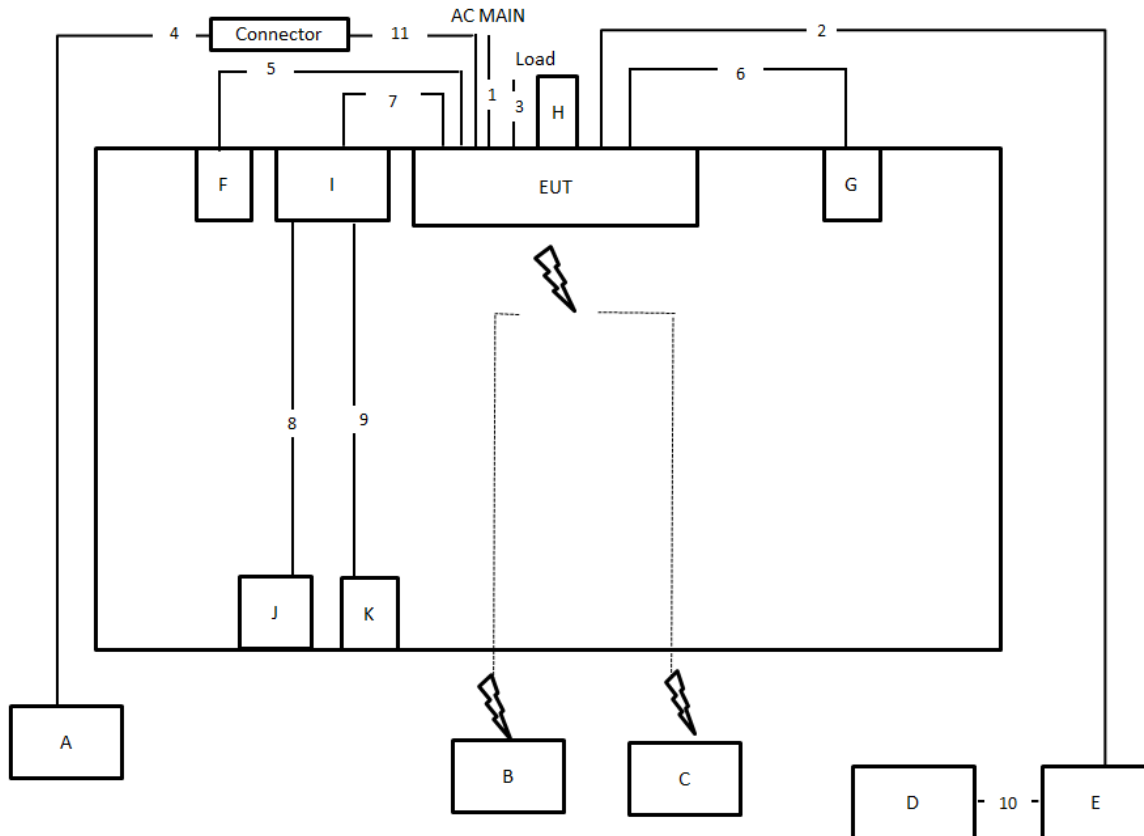 AC MAIN
4 Connector 11 2
Load
5 6
7 1 3 H
F I EUT G
8 9
J K
A B C
D 10 E